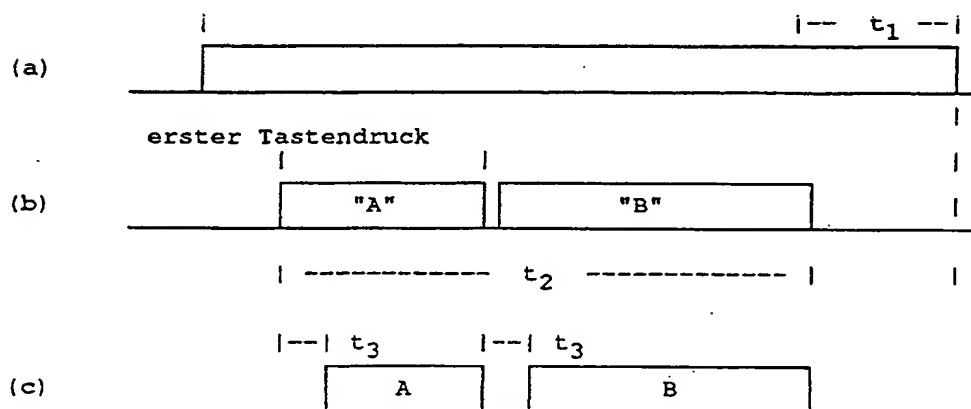 t1
(a)
erster Tastendruck
(b) "A" "B"
t2
t3 t3
(c) A B